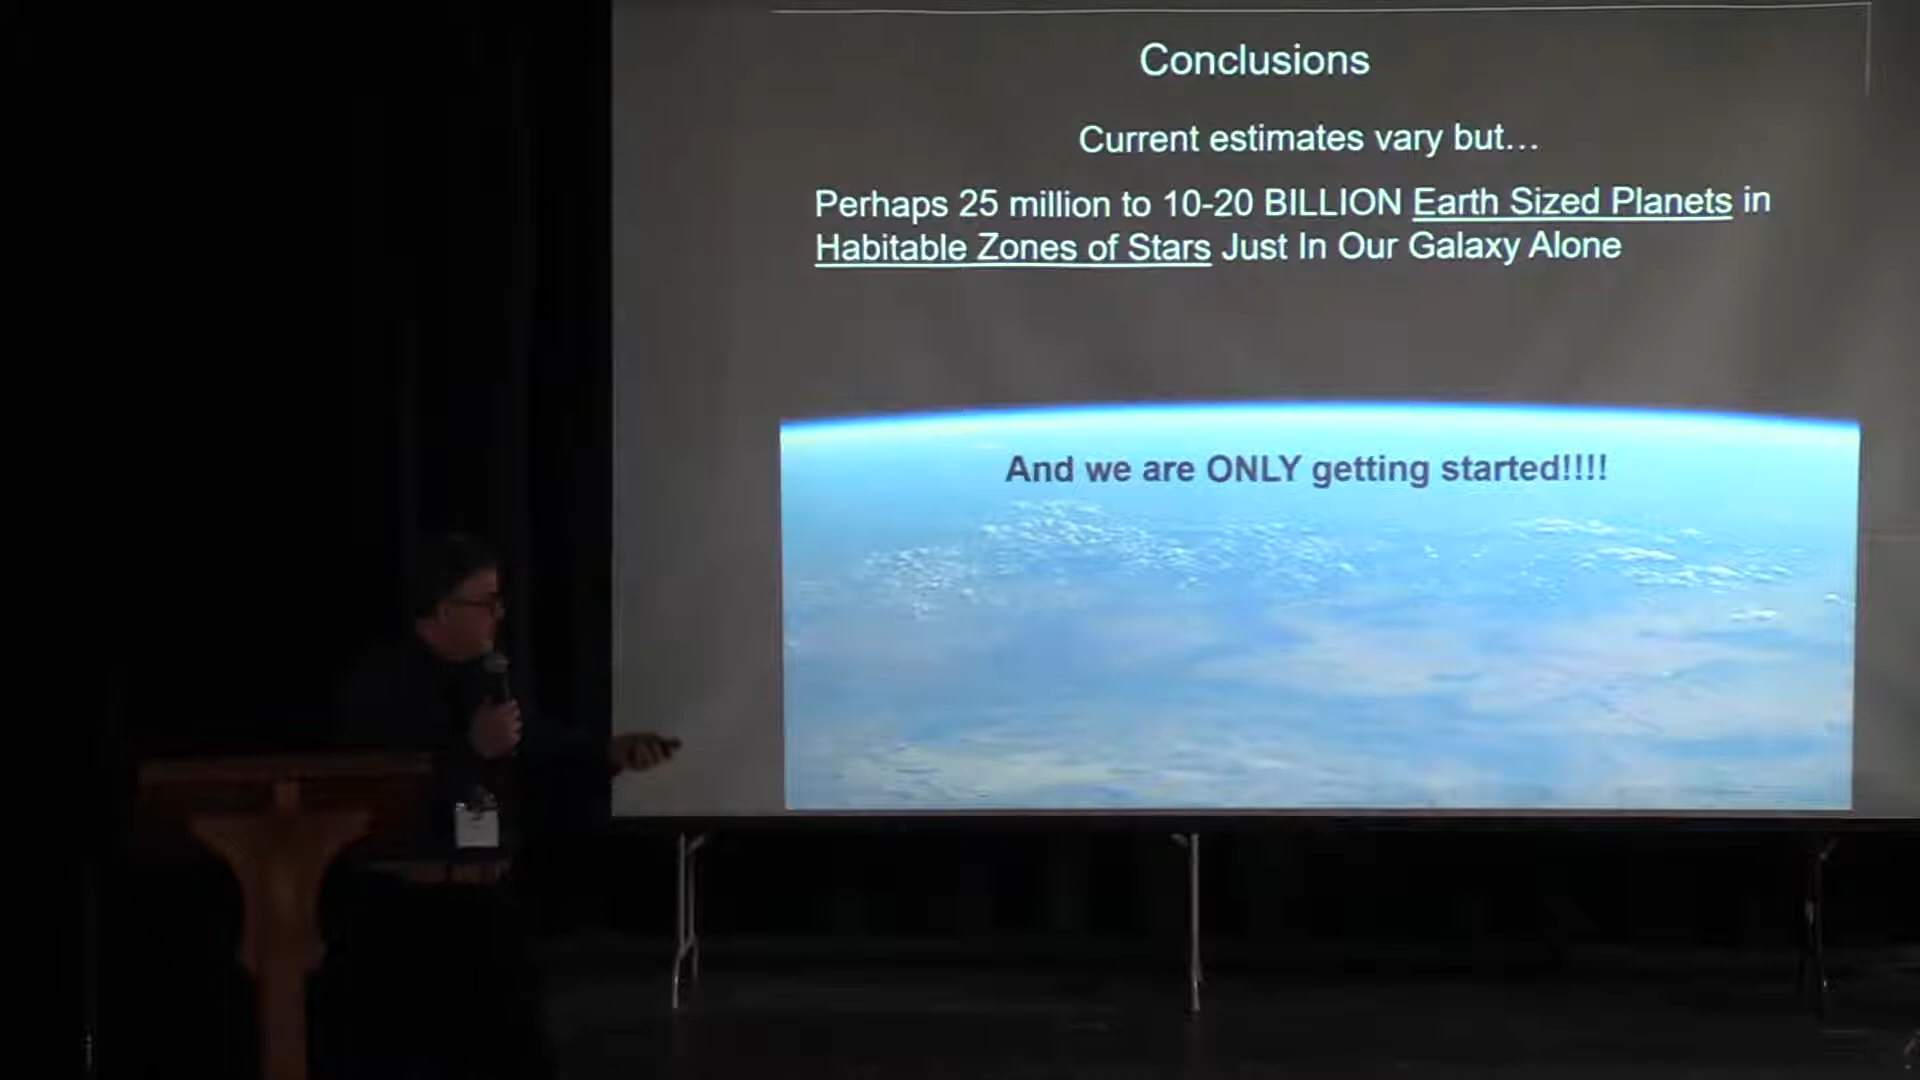 Conclusions
Current estimates vary but...
Perhaps 25 million to 10-20 BILLION Earth Sized Planets in
Habitable Zones of Stars Just In Our Galaxy Alone
And we are ONLY getting started!!!!